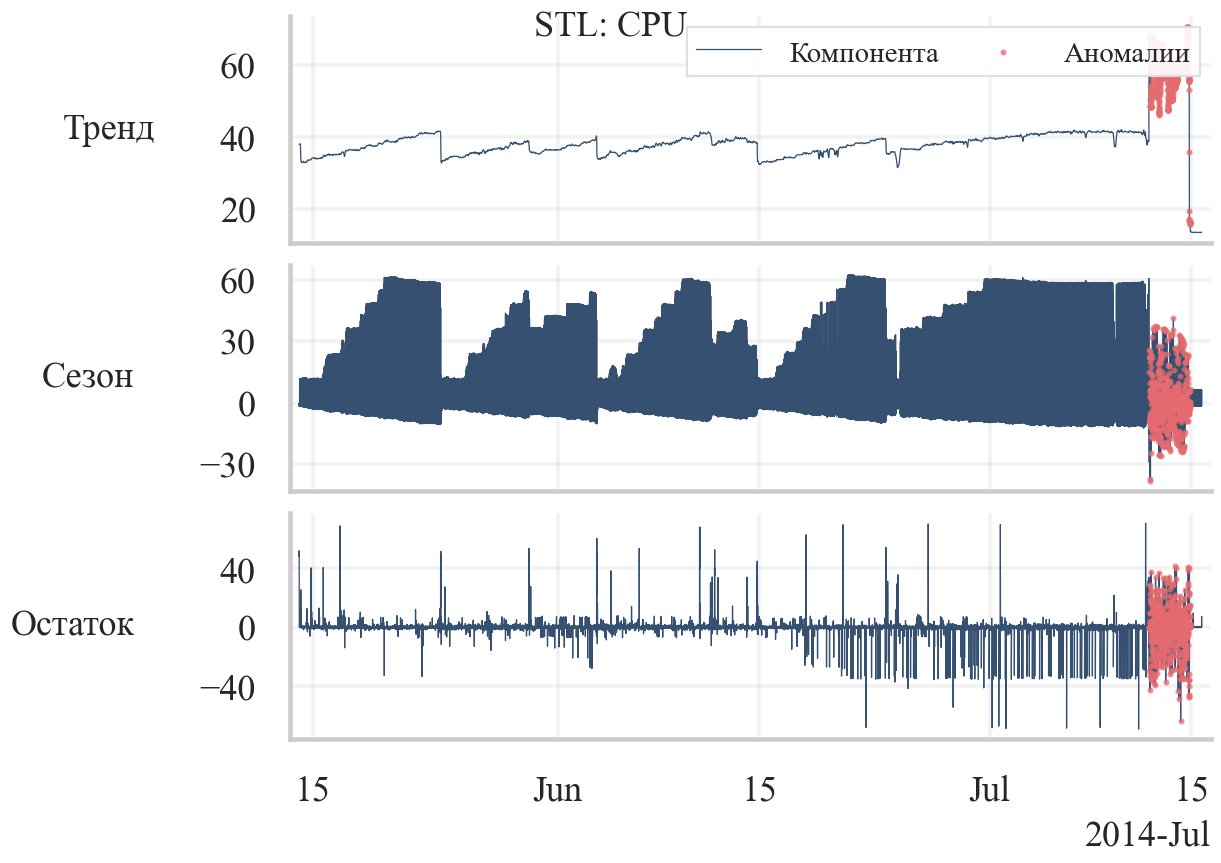 STL: CPU
Компонента Аномалии
Тренд
60
40
20
Сезон
60
30
0
−30
Остаток
40
0
−40
15 Jun 15 Jul 15
2014-Jul